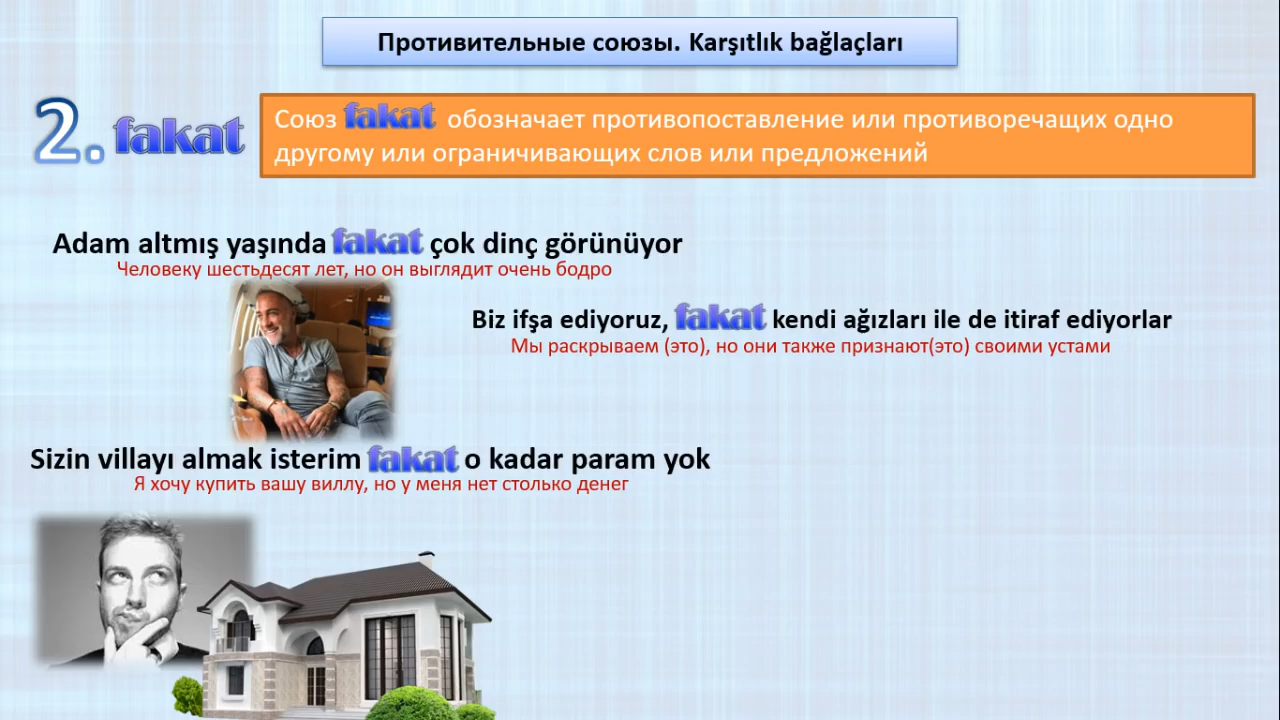 Противительные союзы. Karşıtlık bağlaçları
2. fakat
Союз fakat обозначает противопоставление или противоречащих одно
другому или ограничивающих слов или предложений
Adam altmış yaşında fakat çok dinç görünüyor
Человеку шестьдесят лет, но он выглядит очень бодро
Biz ifşa ediyoruz, fakat kendi ağızları ile de itiraf ediyorlar
Мы раскрываем (это), но они также признают(это) своими устами
Sizin villayı almak isterim fakat o kadar param yok
Я хочу купить вашу виллу, но у меня нет столько денег